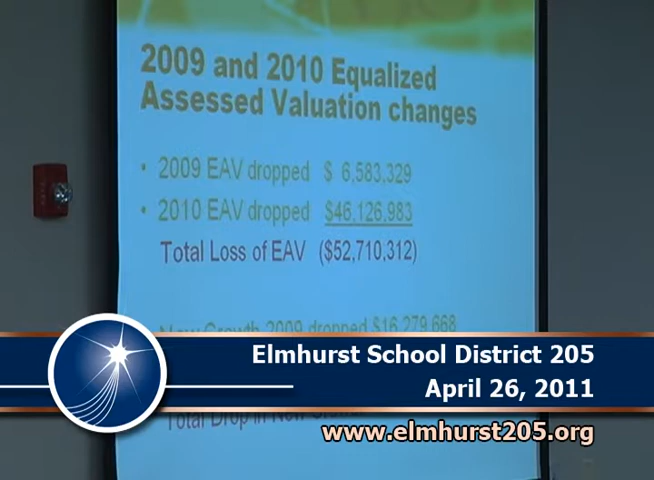 2009 and 2010 Equalized
Assessed Valuation changes
• 2009 EAV dropped $ 6,583,329
• 2010 EAV dropped $46,126,983
Total Loss of EAV ($52,710,312)
New Growth 2009 dropped $16,279,668
Elmhurst School District 205
April 26, 2011
Total Drop in New
www.elmhurst205.org